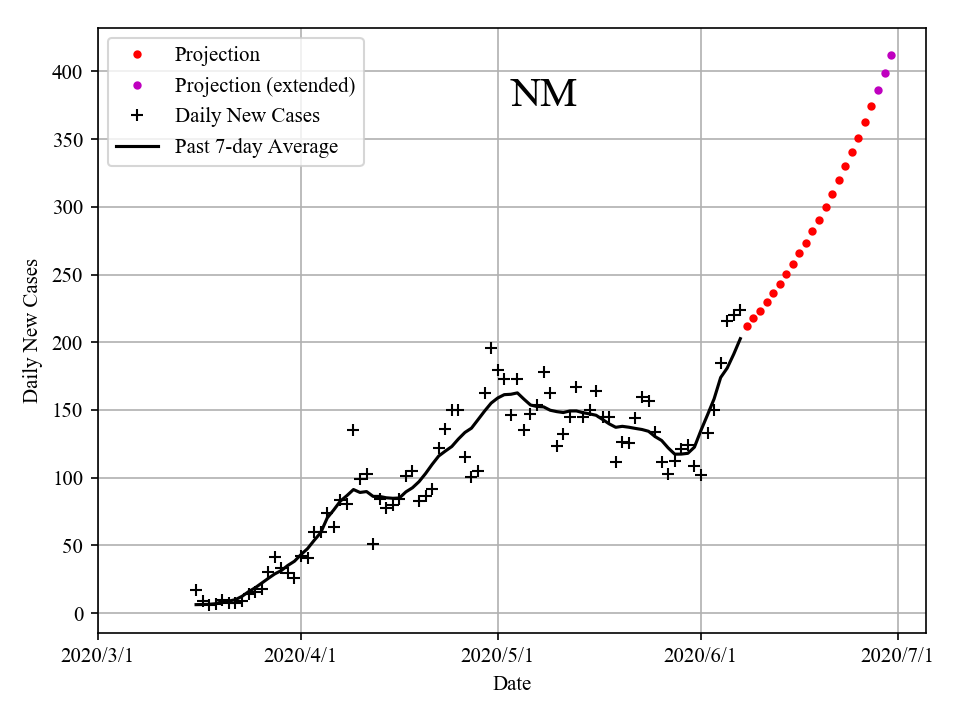 Projection
Projection (extended)
Daily New Cases
Past 7-day Average
NM
400
350
300
250
200
150
100
50
0
Daily New Cases
2020/3/1 2020/4/1 2020/5/1 2020/6/1 2020/7/1
Date